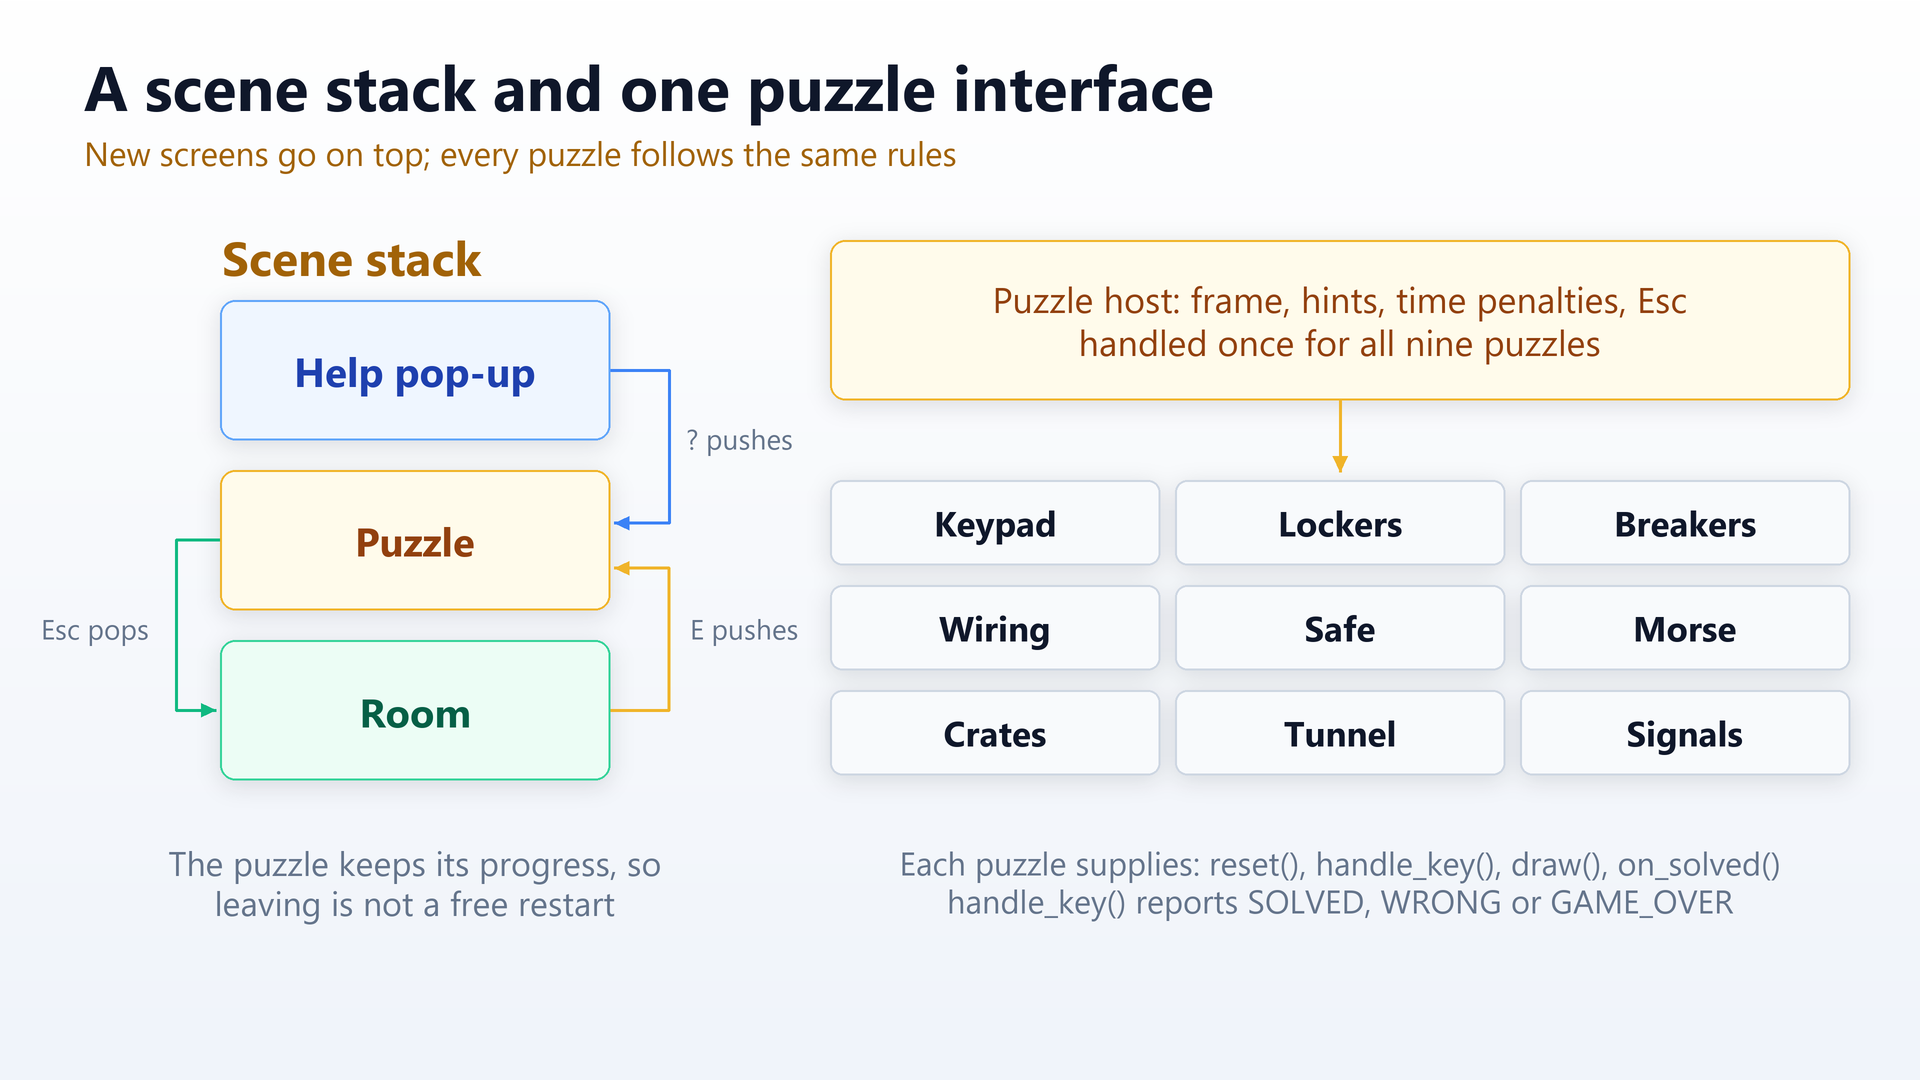 A scene stack and one puzzle interface
New screens go on top; every puzzle follows the same rules
Scene stack
Help pop-up
? pushes
Puzzle
Esc pops
E pushes
Room
The puzzle keeps its progress, so
leaving is not a free restart
Puzzle host: frame, hints, time penalties, Esc
handled once for all nine puzzles
Keypad
Lockers
Breakers
Wiring
Safe
Morse
Crates
Tunnel
Signals
Each puzzle supplies: reset(), handle_key(), draw(), on_solved()
handle_key() reports SOLVED, WRONG or GAME_OVER